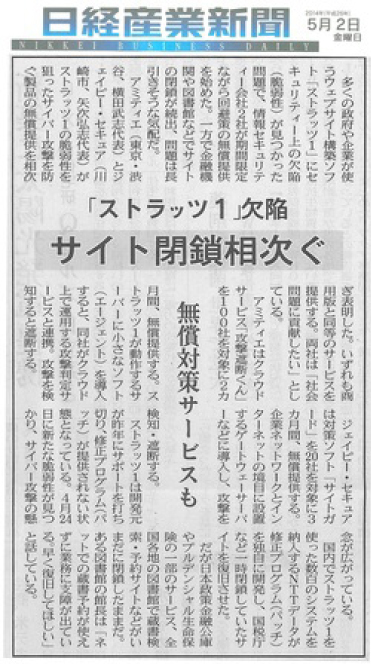 日経産業新聞
2014年(平成26年)
5月2日
金曜日
NIKKEI BUSINESS DAILY
「ストラッツ1」欠陥
サイト閉鎖相次ぐ
無償対策サービスも
多くの政府や企業が使
うウェブサイト構築ソフ
ト「ストラッツ1」にセ
キュリティー上の欠陥
(脆弱性)が見つかった
問題で、情報セキュリテ
ィー会社2社が期間限定
ながら回避策の無償提供
を始めた。一方で金融機
関や図書館などでサイト
の閉鎖が続出、問題は長
引きそうな気配だ。
アミティエ(東京・渋
谷、横田武志代表)とジ
ェイピー・セキュア(川
崎市、矢次弘志代表)が
ストラッツ1の脆弱性を
狙ったサイバー攻撃を防
ぐ製品の無償提供を相次
ぎ表明した。いずれも商
用版と同等のサービスを
提供する。両社は「社会
問題に貢献したい」とし
ている。
アミティエはクラウド
サービス「攻撃遮断くん」
を100社を対象に2カ
月間、無償提供する。ス
トラッツ1が動作するサ
ーバーに小さなソフト
(エージェント)を導入
すると、同社がクラウド
上で運用する攻撃判定サ
ービスと連携。攻撃を検
知すると遮断する。
ジェイピー・セキュア
は対策ソフト「サイトガ
ード」を20社を対象に3
カ月間、無償提供する。
企業ネットワークとイン
ターネットの境目に設置
するゲートウェーサーバ
ーなどに導入し、攻撃を
検知・遮断する。
ストラッツ1は開発元
が昨年にサポートを打ち
切り、修正プログラム(パ
ッチ)が提供されない状
態となっている。4月24
日に新たな脆弱性が見つ
かり、サイバー攻撃の懸
念が広がっている。
国内でストラッツ1を
使った数百のシステムを
納入するNTTデータが
修正プログラム(パッチ)
を独自に開発し、国税庁
など一時閉鎖していたサ
イトを復旧させた。
だが日本政策金融公庫
やプルデンシャル生命保
険の一部のサービス、全
国各地の図書館で蔵書検
索・予約サイトなどがい
まだに閉鎖したままだ。
ある図書館の館長は「ネ
ットでの蔵書予約が使え
ずに業務に支障が出てい
る。早く復旧してほしい」
と話している。